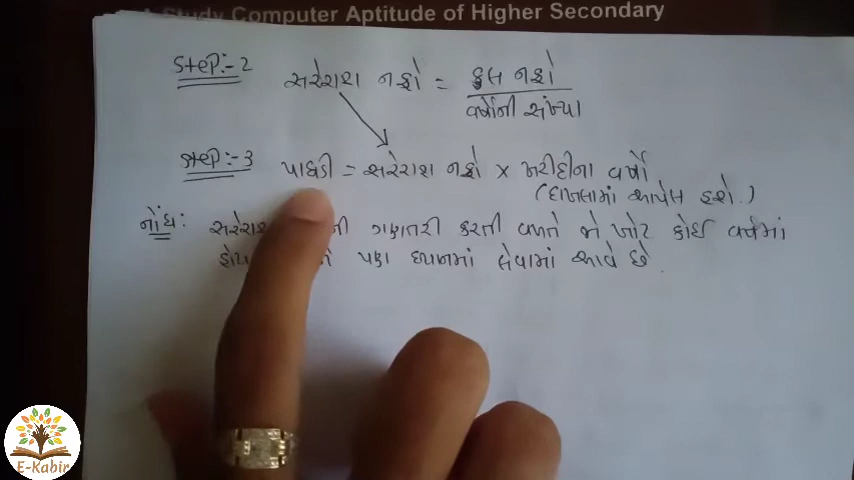 A Study Computer Aptitude of Higher Secondary
Step:-2 સરેરાશ નફો = કુલ નફો
વર્ષોની સંખ્યા
Step:-3 પાઘડી = સરેરાશ નફો × ખરીદીના વર્ષો
(દાખલામાં આપેલ હશે.)
નોંધ: સરેરાશ ની ગણતરી કરતી વખતે જો ખોટ કોઈ વર્ષમાં
હોય પણ ધ્યાનમાં લેવામાં આવે છે.
E-Kabir